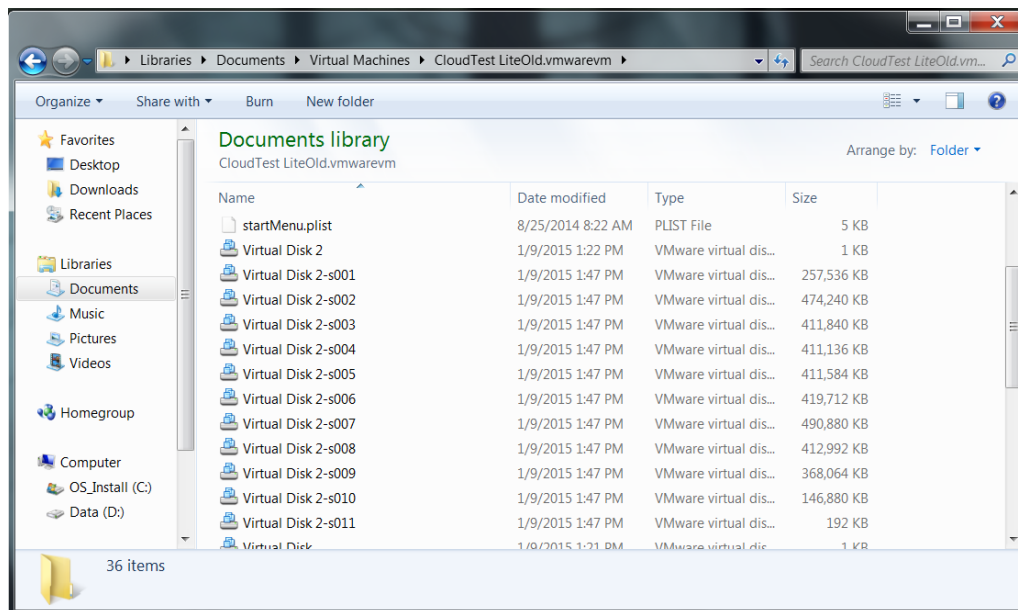 Libraries Documents Virtual Machines CloudTest LiteOld.vmwarevm
Search CloudTest LiteOld.vm...
Organize Share with Burn New folder
Favorites
Desktop
Downloads
Recent Places
Libraries
Documents
Music
Pictures
Videos
Homegroup
Computer
OS_Install (C:)
Data (D:)
Documents library
CloudTest LiteOld.vmwarevm
Arrange by: Folder
Name Date modified Type Size
startMenu.plist 8/25/2014 8:22 AM PLIST File 5 KB
Virtual Disk 2 1/9/2015 1:22 PM VMware virtual dis... 1 KB
Virtual Disk 2-s001 1/9/2015 1:47 PM VMware virtual dis... 257,536 KB
Virtual Disk 2-s002 1/9/2015 1:47 PM VMware virtual dis... 474,240 KB
Virtual Disk 2-s003 1/9/2015 1:47 PM VMware virtual dis... 411,840 KB
Virtual Disk 2-s004 1/9/2015 1:47 PM VMware virtual dis... 411,136 KB
Virtual Disk 2-s005 1/9/2015 1:47 PM VMware virtual dis... 411,584 KB
Virtual Disk 2-s006 1/9/2015 1:47 PM VMware virtual dis... 419,712 KB
Virtual Disk 2-s007 1/9/2015 1:47 PM VMware virtual dis... 490,880 KB
Virtual Disk 2-s008 1/9/2015 1:47 PM VMware virtual dis... 412,992 KB
Virtual Disk 2-s009 1/9/2015 1:47 PM VMware virtual dis... 368,064 KB
Virtual Disk 2-s010 1/9/2015 1:47 PM VMware virtual dis... 146,880 KB
Virtual Disk 2-s011 1/9/2015 1:47 PM VMware virtual dis... 192 KB
Virtual Disk 1/9/2015 1:21 PM VMware virtual dis... 1 KB
36 items